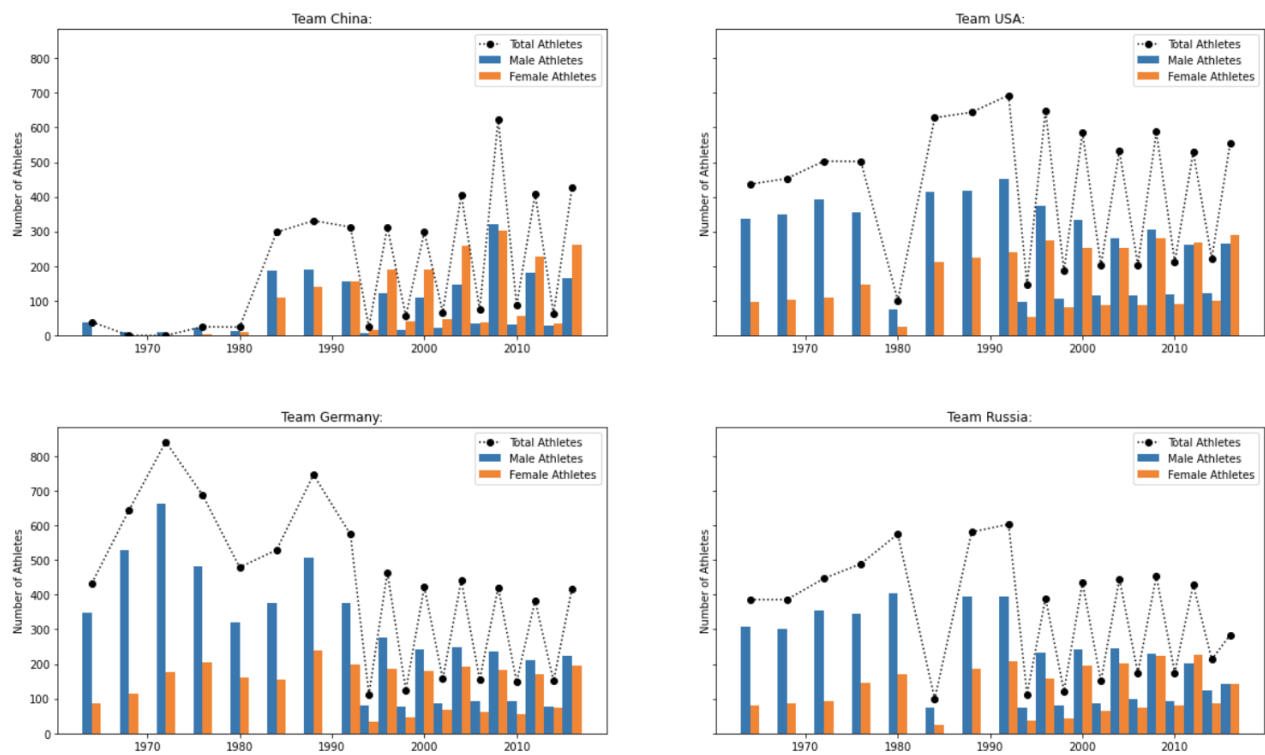 Team China:
Total Athletes
Male Athletes
Female Athletes
Number of Athletes
800
700
600
500
400
300
200
100
0
1970 1980 1990 2000 2010
Team USA:
Total Athletes
Male Athletes
Female Athletes
Number of Athletes
1970 1980 1990 2000 2010
Team Germany:
Total Athletes
Male Athletes
Female Athletes
Number of Athletes
800
700
600
500
400
300
200
100
0
1970 1980 1990 2000 2010
Team Russia:
Total Athletes
Male Athletes
Female Athletes
Number of Athletes
1970 1980 1990 2000 2010